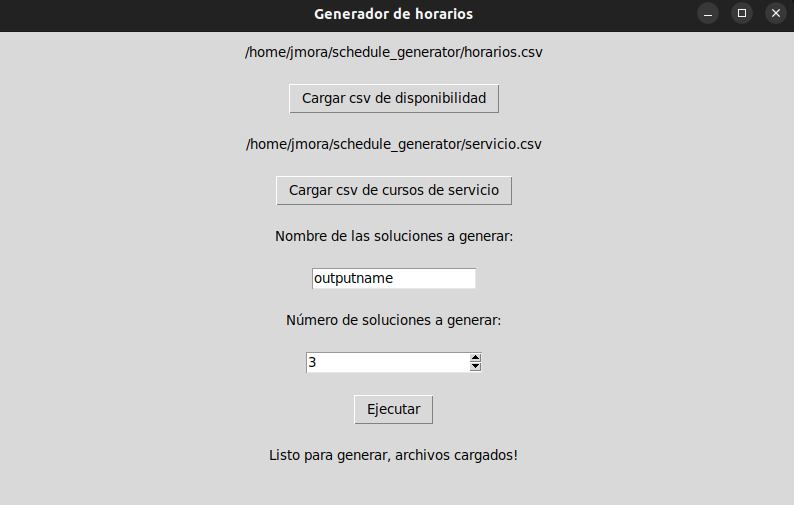 Generador de horarios
/home/jmora/schedule_generator/horarios.csv
Cargar csv de disponibilidad
/home/jmora/schedule_generator/servicio.csv
Cargar csv de cursos de servicio
Nombre de las soluciones a generar:
outputname
Número de soluciones a generar:
3
Ejecutar
Listo para generar, archivos cargados!